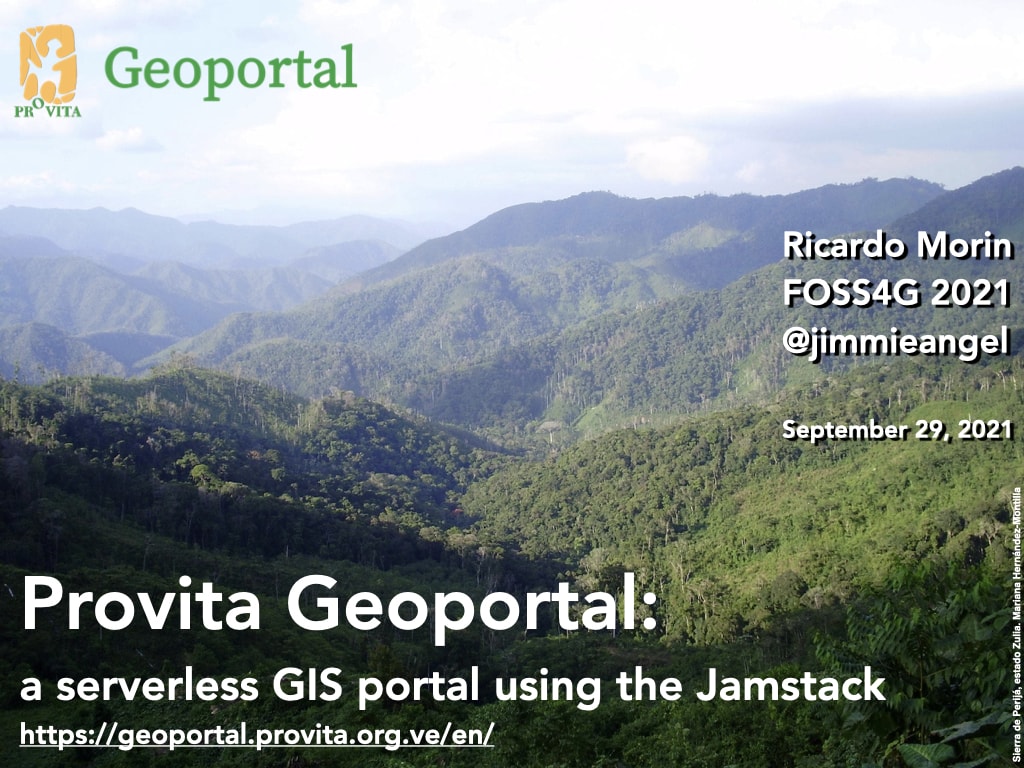 PROVITA
Geoportal
Ricardo Morin
FOSS4G 2021
@jimmieangel
September 29, 2021
Sierra de Perijá, estado Zulia. Mariana Hernández-Montilla
Provita Geoportal:
a serverless GIS portal using the Jamstack
https://geoportal.provita.org.ve/en/